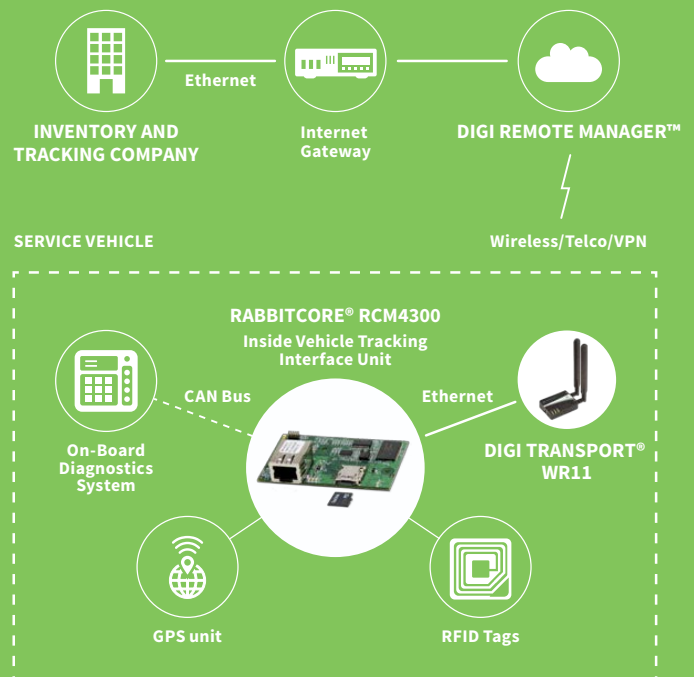 Ethernet
INVENTORY AND
TRACKING COMPANY
Internet
Gateway
DIGI REMOTE MANAGER™
SERVICE VEHICLE
Wireless/Telco/VPN
RABBITCORE® RCM4300
Inside Vehicle Tracking
Interface Unit
CAN Bus
Ethernet
On-Board
Diagnostics
System
DIGI TRANSPORT®
WR11
GPS unit
RFID Tags